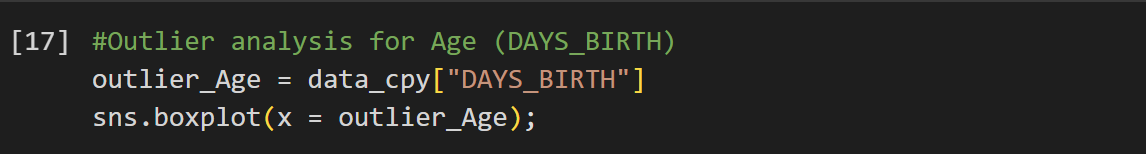 [17] #Outlier analysis for Age (DAYS_BIRTH)
outlier_Age = data_cpy["DAYS_BIRTH"]
sns.boxplot(x = outlier_Age);